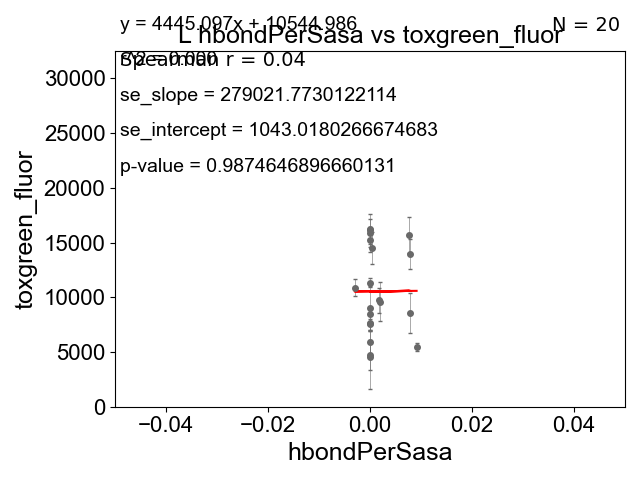 y = 4445.097x + 10544.986
N = 20
L hbondPerSasa vs toxgreen_fluor
r^2 = 0.000
Spearman r = 0.04
se_slope = 279021.7730122114
se_intercept = 1043.0180266674683
p-value = 0.9874646896660131
toxgreen_fluor
30000
25000
20000
15000
10000
5000
0
−0.04
−0.02
0.00
0.02
0.04
hbondPerSasa